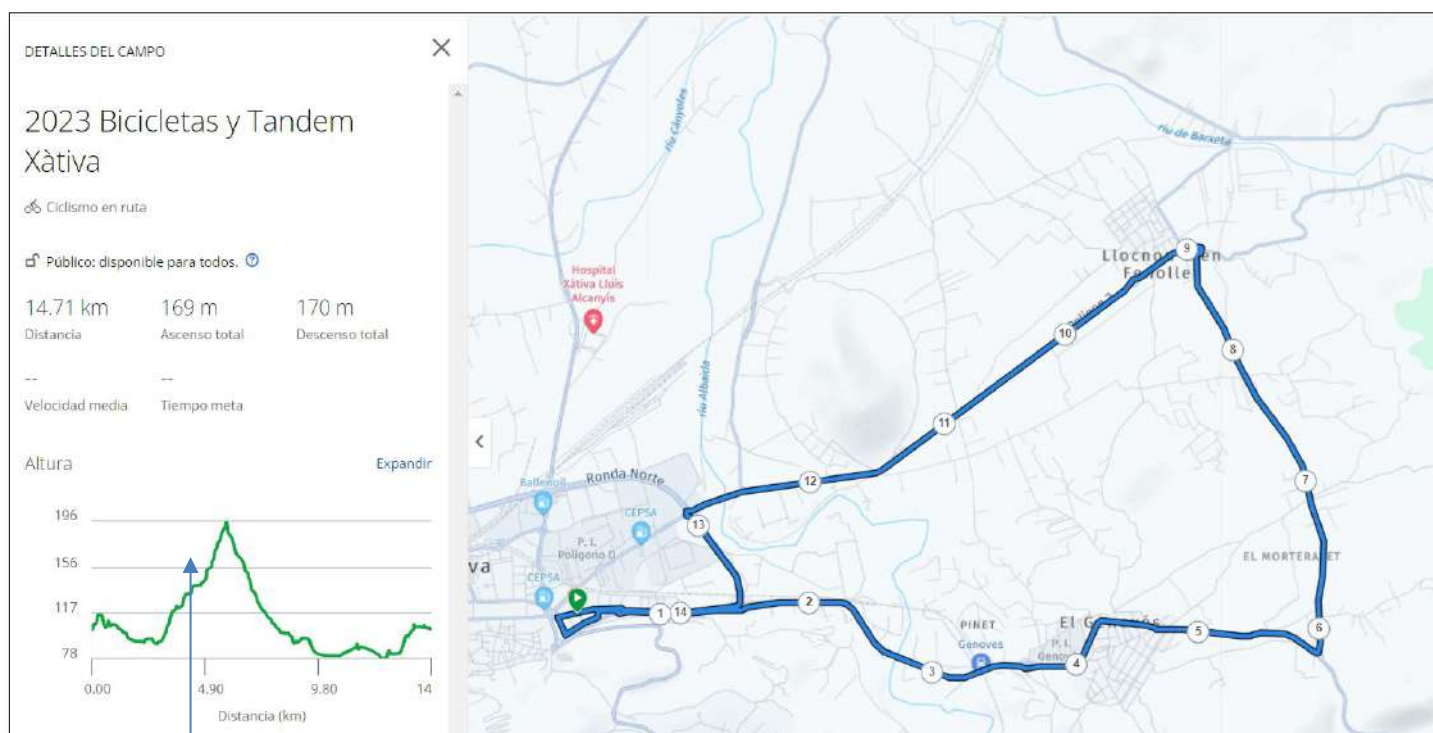 DETALLES DEL CAMPO
2023 Bicicletas y Tandem
Xàtiva
Ciclismo en ruta
Público: disponible para todos.
14.71 km
169 m
170 m
Distancia
Ascenso total
Descenso total
--
--
Velocidad media
Tiempo meta
Altura
Expandir
196
156
117
78
0.00
4.90
9.80
14
Distancia (km)
riu Cànyoles
riu de Barxeta
Hospital
Xàtiva Lluís
Alcanyís
riu Albaida
Ronda Norte
Ballenoil
CEPSA
P. I.
Polígono D
va
CEPSA
Llocnou
en
Fenollet
9
10
8
11
12
7
13
EL MORTERALET
1
14
2
PINET
Genoves
El Genovés
P. I.
5
6
3
4